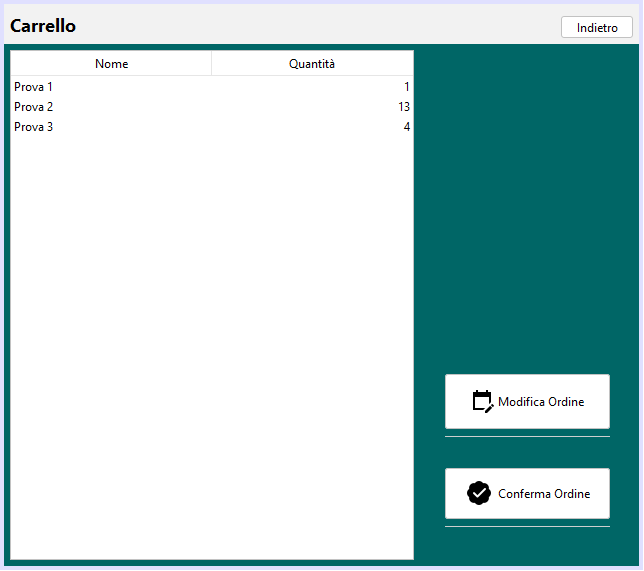 Carrello
Indietro
Nome Quantità
Prova 1 1
Prova 2 13
Prova 3 4
Modifica Ordine
Conferma Ordine